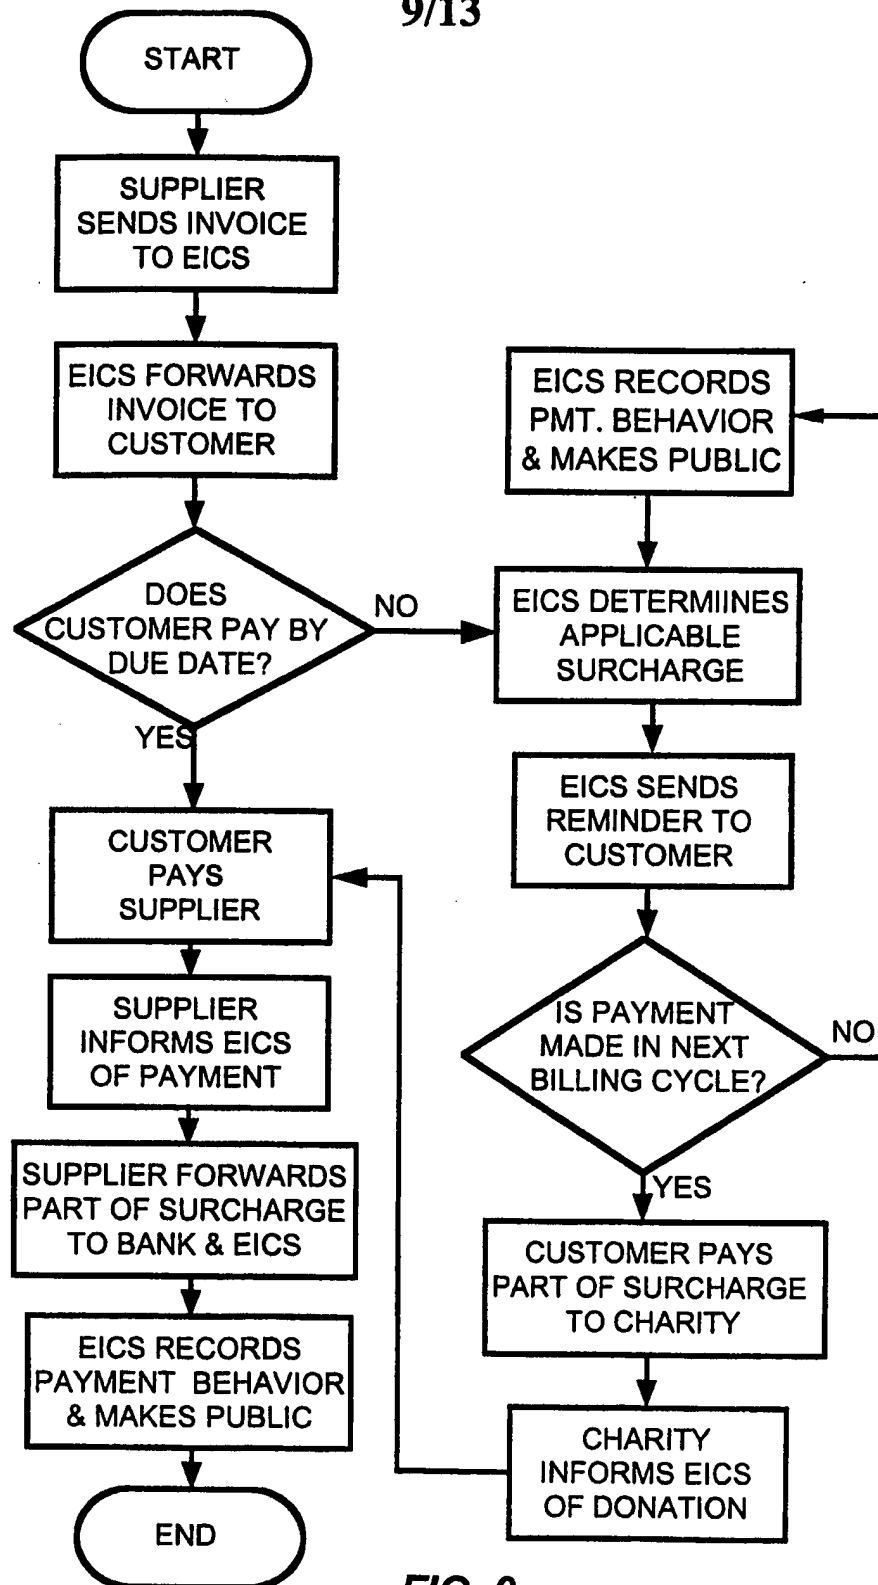 9/13
START
SUPPLIER
SENDS INVOICE
TO EICS
EICS FORWARDS
INVOICE TO
CUSTOMER
DOES
CUSTOMER PAY BY
DUE DATE?
NO
YES
CUSTOMER
PAYS
SUPPLIER
SUPPLIER
INFORMS EICS
OF PAYMENT
SUPPLIER FORWARDS
PART OF SURCHARGE
TO BANK & EICS
EICS RECORDS
PAYMENT BEHAVIOR
& MAKES PUBLIC
END
EICS RECORDS
PMT. BEHAVIOR
& MAKES PUBLIC
EICS DETERMIINES
APPLICABLE
SURCHARGE
EICS SENDS
REMINDER TO
CUSTOMER
IS PAYMENT
MADE IN NEXT
BILLING CYCLE?
NO
YES
CUSTOMER PAYS
PART OF SURCHARGE
TO CHARITY
CHARITY
INFORMS EICS
OF DONATION